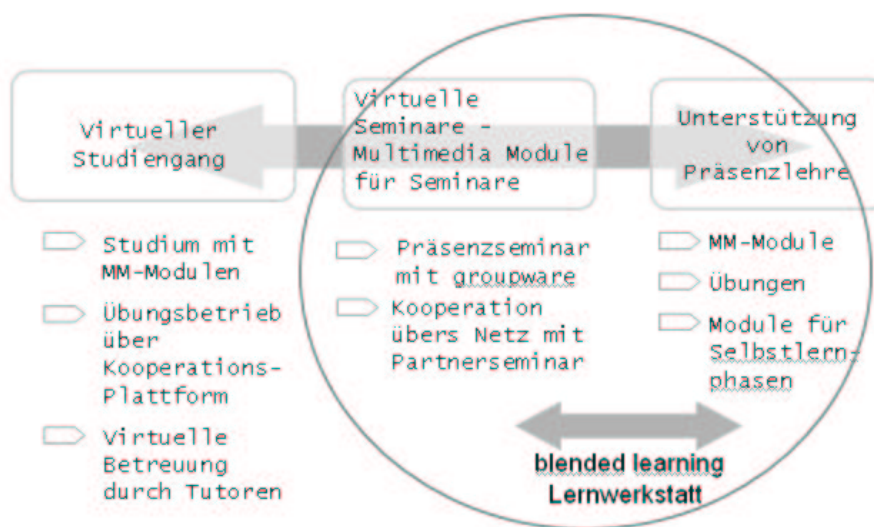 Virtueller
Studiengang
Virtuelle
Seminare -
Multimedia Module
für Seminare
Unterstützung
von
Präsenzlehre
Studium mit
MM-Modulen
Übungsbetrieb
über
Kooperations-
Plattform
Virtuelle
Betreuung
durch Tutoren
Präsenzseminar
mit groupware
Kooperation
übers Netz mit
Partnerseminar
MM-Module
Übungen
Module für
Selbstlern-
phasen
blended learning
Lernwerkstatt